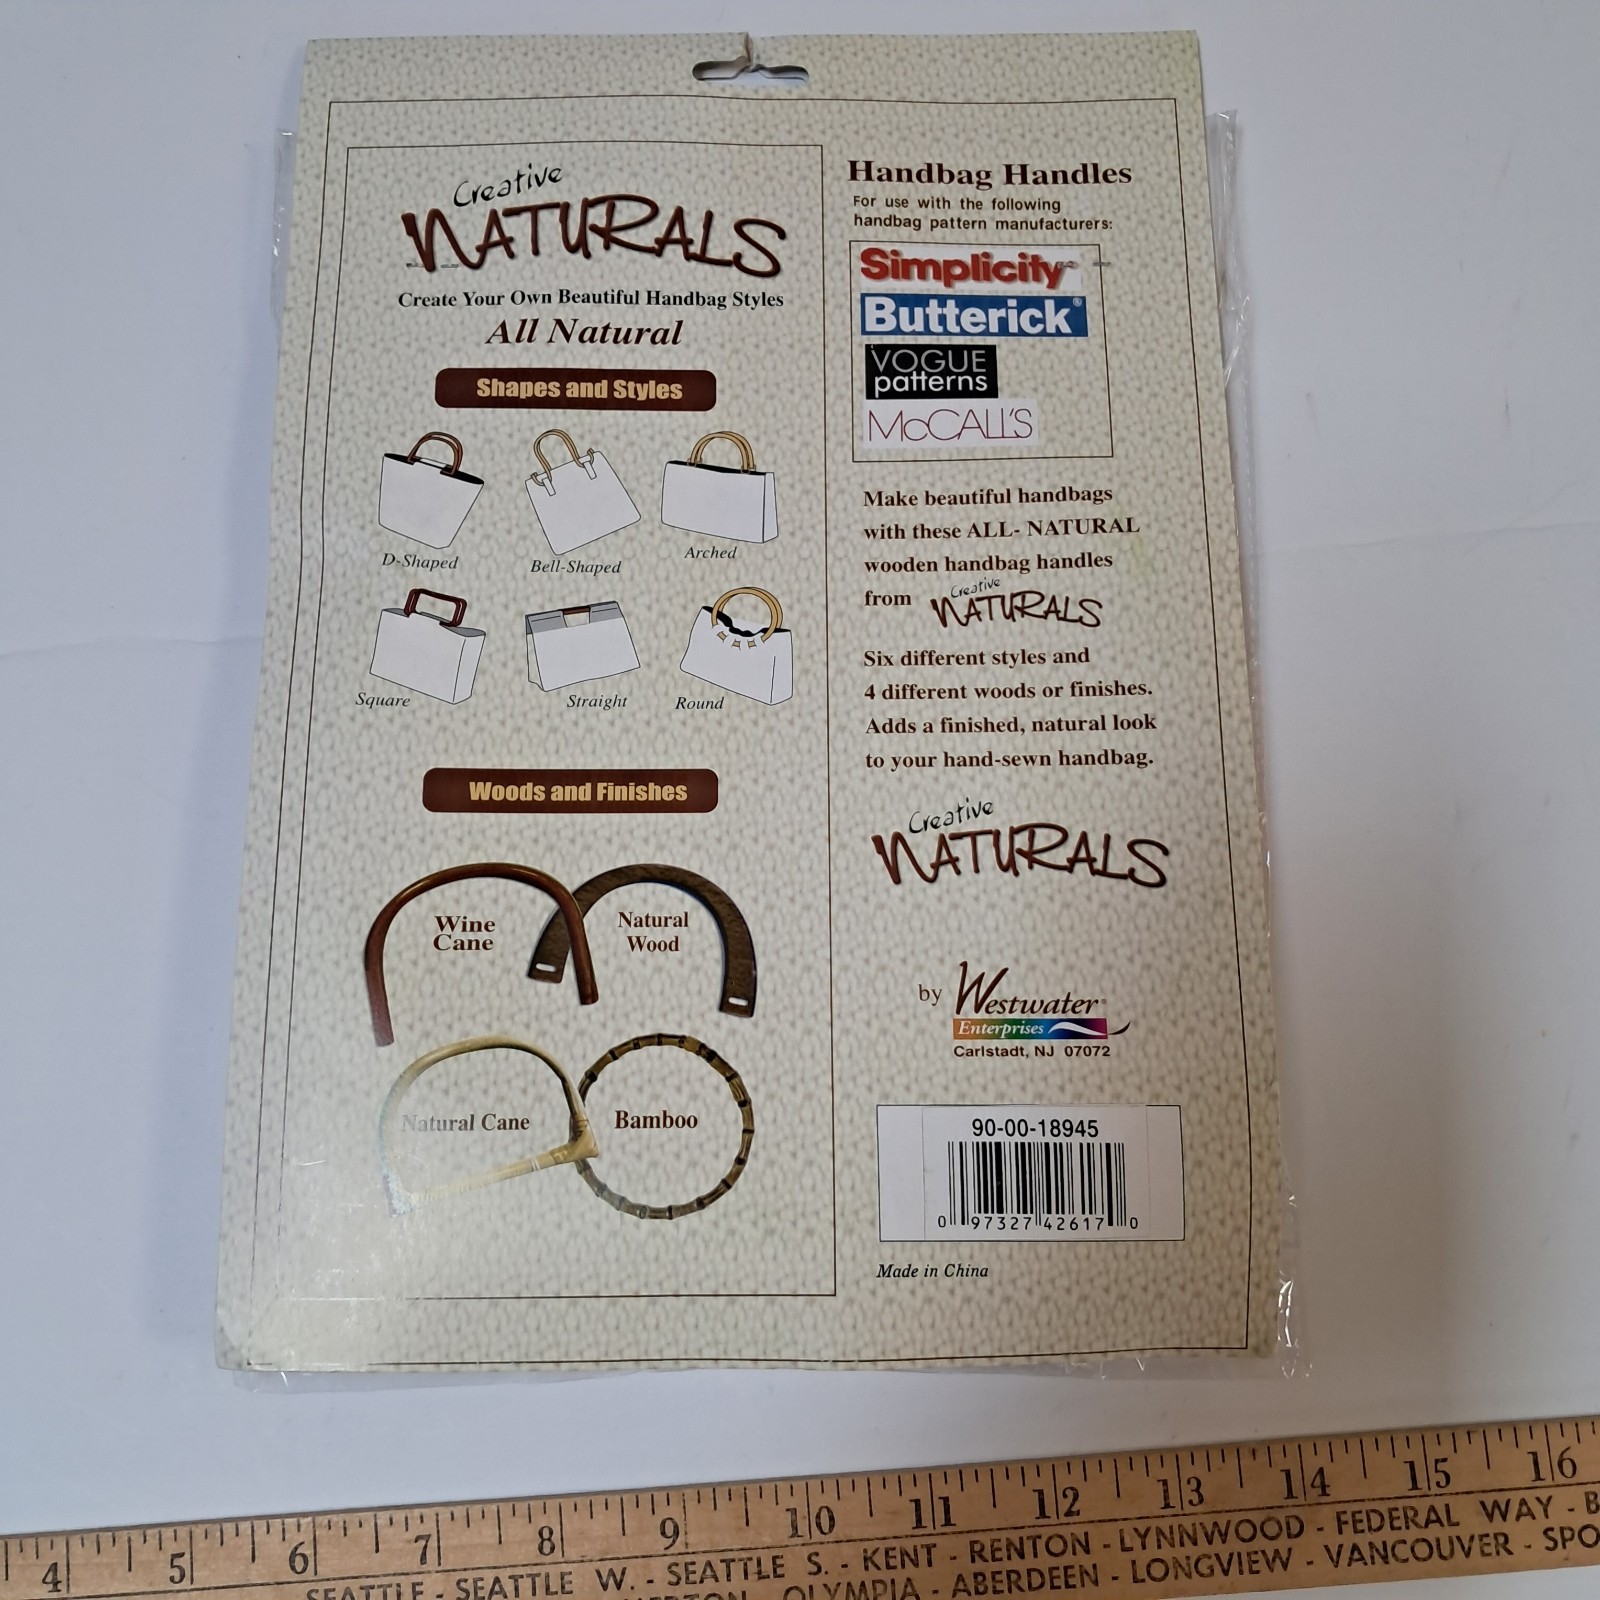 Creative
NATURALS
Create Your Own Beautiful Handbag Styles
All Natural
Shapes and Styles
D-Shaped
Bell-Shaped
Arched
Square
Straight
Round
Woods and Finishes
Wine
Cane
Natural
Wood
Natural Cane
Bamboo
Handbag Handles
For use with the following
handbag pattern manufacturers:
Simplicity
Butterick®
VOGUE
patterns
McCALL'S
Make beautiful handbags
with these ALL- NATURAL
wooden handbag handles
from Creative NATURALS
Six different styles and
4 different woods or finishes.
Adds a finished, natural look
to your hand-sewn handbag.
Creative
NATURALS
by Westwater®
Enterprises
Carlstadt, NJ 07072
90-00-18945
0 97327 42617 0
Made in China
4 5 6 7 8 9 10 11 12 13 14 15 16
SEATTLE - SEATTLE W. - SEATTLE S. - KENT - RENTON - LYNNWOOD - FEDERAL WAY - B
OLYMPIA - ABERDEEN - LONGVIEW - VANCOUVER - SPO